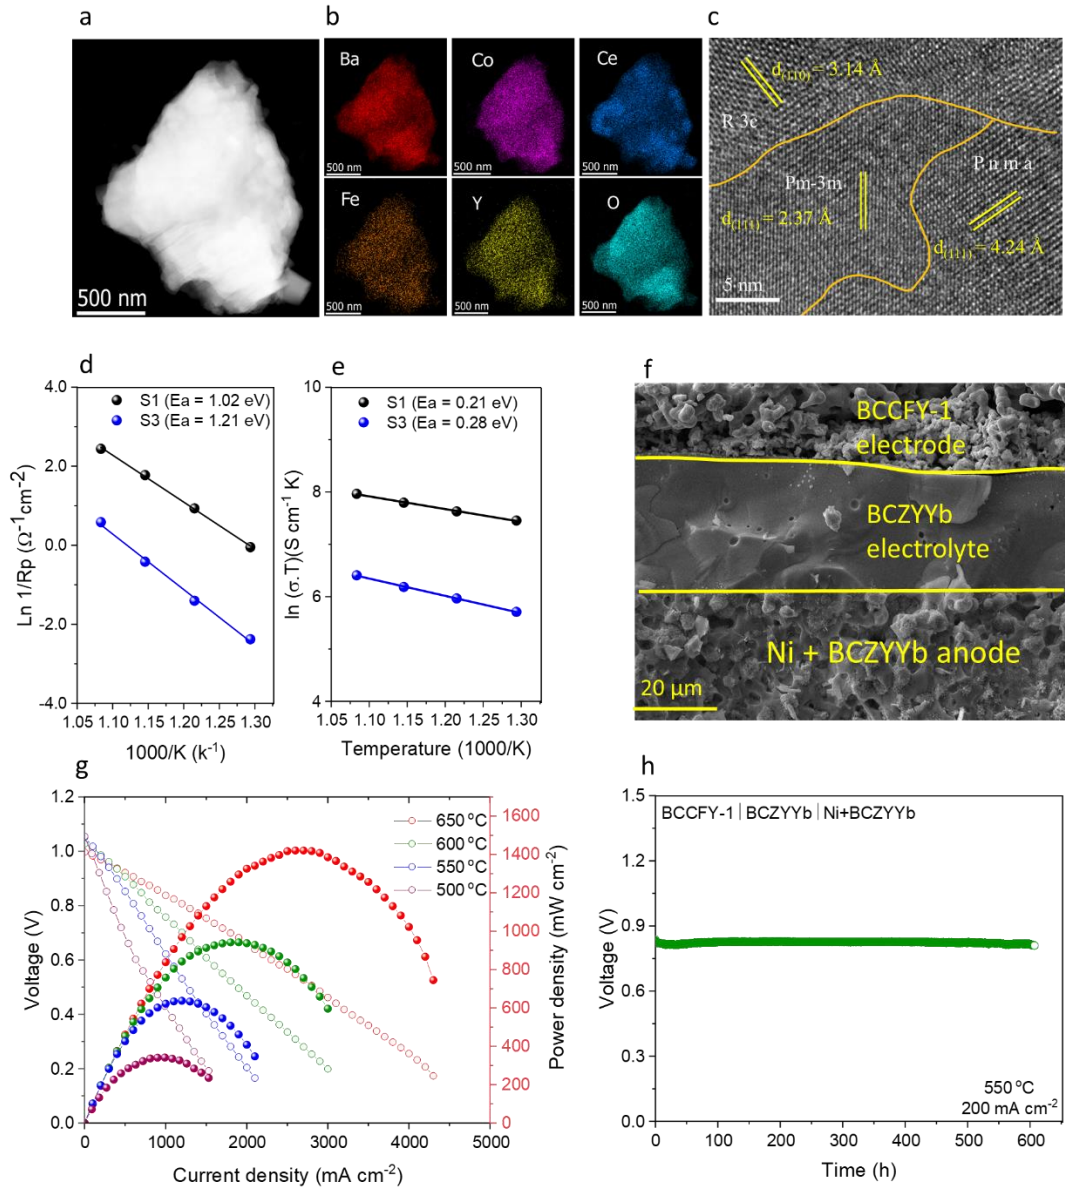 a
b
c
500 nm
Ba
500 nm
Co
500 nm
Ce
500 nm
Fe
500 nm
Y
500 nm
O
500 nm
d(110) = 3.14 Å
R 3c
Pm-3m
d(111) = 2.37 Å
P n m a
d(111) = 4.24 Å
5 nm
d
4.0
2.0
0.0
-2.0
-4.0
S1 (Ea = 1.02 eV)
S3 (Ea = 1.21 eV)
Ln 1/Rp (Ω⁻¹cm⁻²)
1.05 1.15 1.20 1.30
1000/K (k⁻¹)
e
10
8
6
4
S1 (Ea = 0.21 eV)
S3 (Ea = 0.28 eV)
ln (σ.T)(S cm⁻¹ K)
1.05 1.15 1.20 1.30
Temperature (1000/K)
f
BCCFY-1
electrode
BCZYYb
electrolyte
Ni + BCZYYb anode
20 µm
g
1.2
1.0
0.8
0.6
0.4
0.2
0.0
Voltage (V)
650 ºC
600 ºC
550 ºC
500 ºC
1600
1400
1200
1000
800
600
400
200
0
Power density (mW cm⁻²)
0 1000 2000 3000 4000 5000
Current density (mA cm⁻²)
h
1.5
1.2
0.9
0.6
0.3
0.0
Voltage (V)
BCCFY-1 | BCZYYb | Ni+BCZYYb
550 ºC
200 mA cm⁻²
0 100 200 300 400 500 600
Time (h)